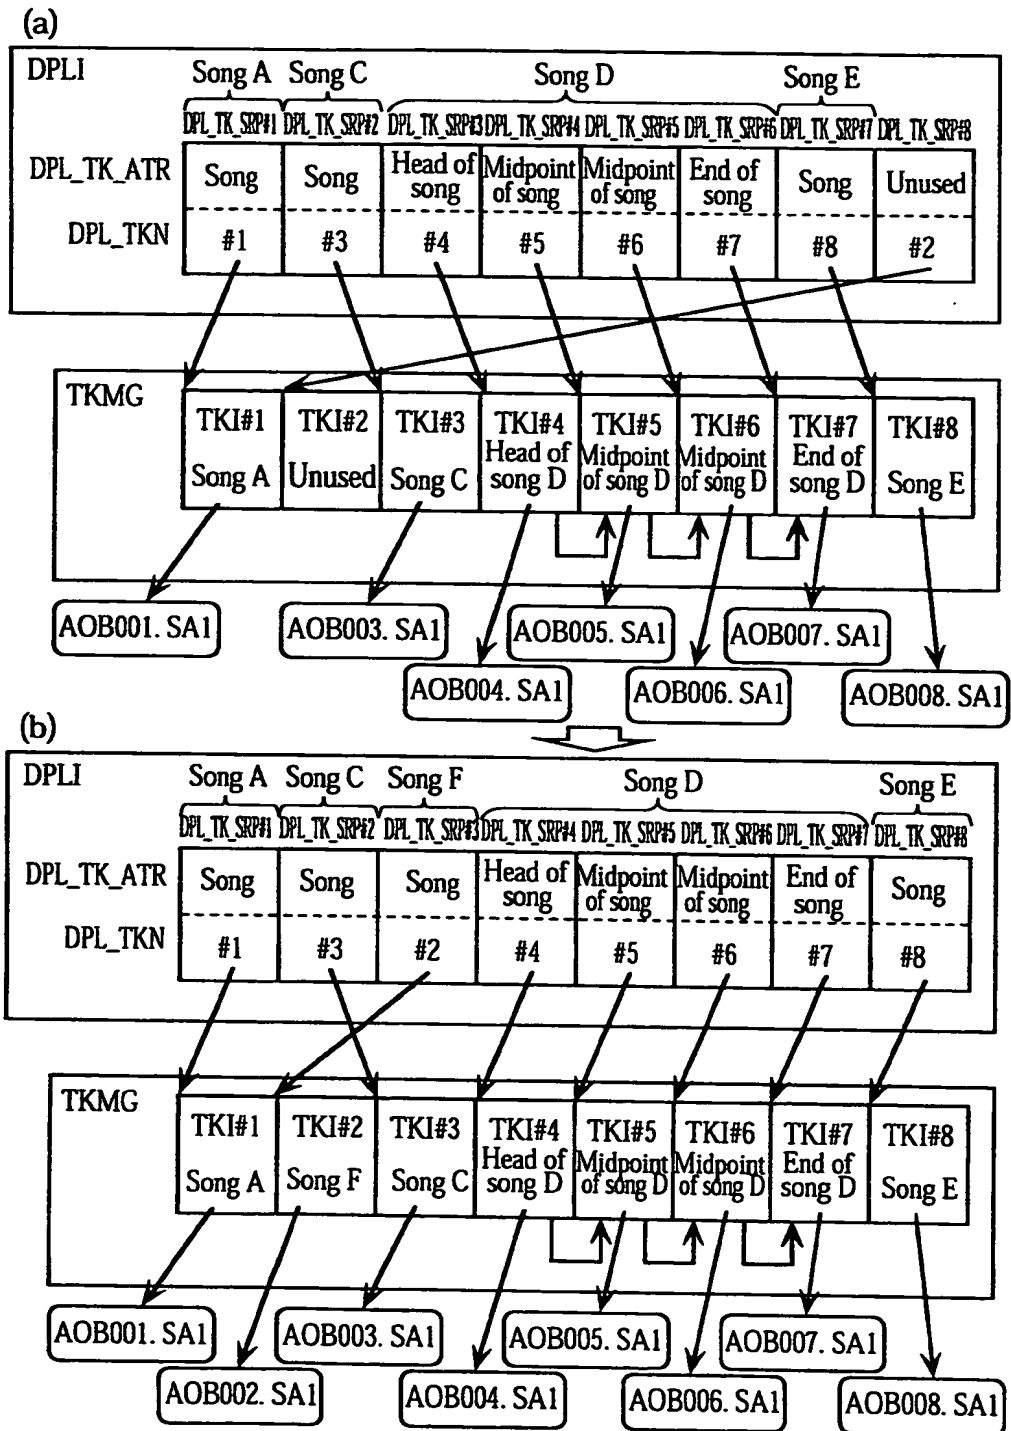 (a)
DPLI
Song A Song C Song D Song E
DPL_TK_SRP#1 DPL_TK_SRP#2 DPL_TK_SRP#3 DPL_TK_SRP#4 DPL_TK_SRP#5 DPL_TK_SRP#6 DPL_TK_SRP#7 DPL_TK_SRP#8
DPL_TK_ATR Song Song Head of song Midpoint of song Midpoint of song End of song Song Unused
DPL_TKN #1 #3 #4 #5 #6 #7 #8 #2
TKMG
TKI#1 TKI#2 TKI#3 TKI#4 TKI#5 TKI#6 TKI#7 TKI#8
Song A Unused Song C Head of song D Midpoint of song D Midpoint of song D End of song D Song E
AOB001. SA1 AOB003. SA1 AOB005. SA1 AOB007. SA1
AOB004. SA1 AOB006. SA1 AOB008. SA1
(b)
DPLI
Song A Song C Song F Song D Song E
DPL_TK_SRP#1 DPL_TK_SRP#2 DPL_TK_SRP#3 DPL_TK_SRP#4 DPL_TK_SRP#5 DPL_TK_SRP#6 DPL_TK_SRP#7 DPL_TK_SRP#8
DPL_TK_ATR Song Song Song Head of song Midpoint of song Midpoint of song End of song Song
DPL_TKN #1 #3 #2 #4 #5 #6 #7 #8
TKMG
TKI#1 TKI#2 TKI#3 TKI#4 TKI#5 TKI#6 TKI#7 TKI#8
Song A Song F Song C Head of song D Midpoint of song D Midpoint of song D End of song D Song E
AOB001. SA1 AOB003. SA1 AOB005. SA1 AOB007. SA1
AOB002. SA1 AOB004. SA1 AOB006. SA1 AOB008. SA1